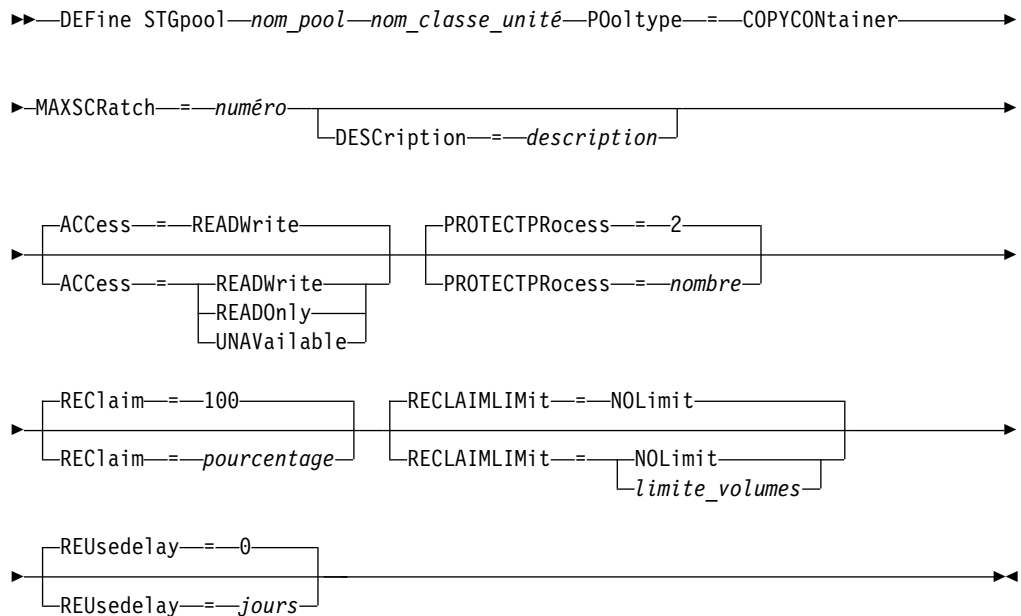 DEFine STGpool nom_pool nom_classe_unité POoltype = COPYCONtainer
MAXSCRatch = numéro
DESCription = description
ACCess = READWrite PROTECTPRocess = 2
ACCess = READWrite PROTECTPRocess = nombre
READOnly
UNAVailable
REClaim = 100 RECLAIMLIMit = NOLimit
REClaim = pourcentage RECLAIMLIMit = NOLimit
limite_volumes
REUsedelay = 0
REUsedelay = jours